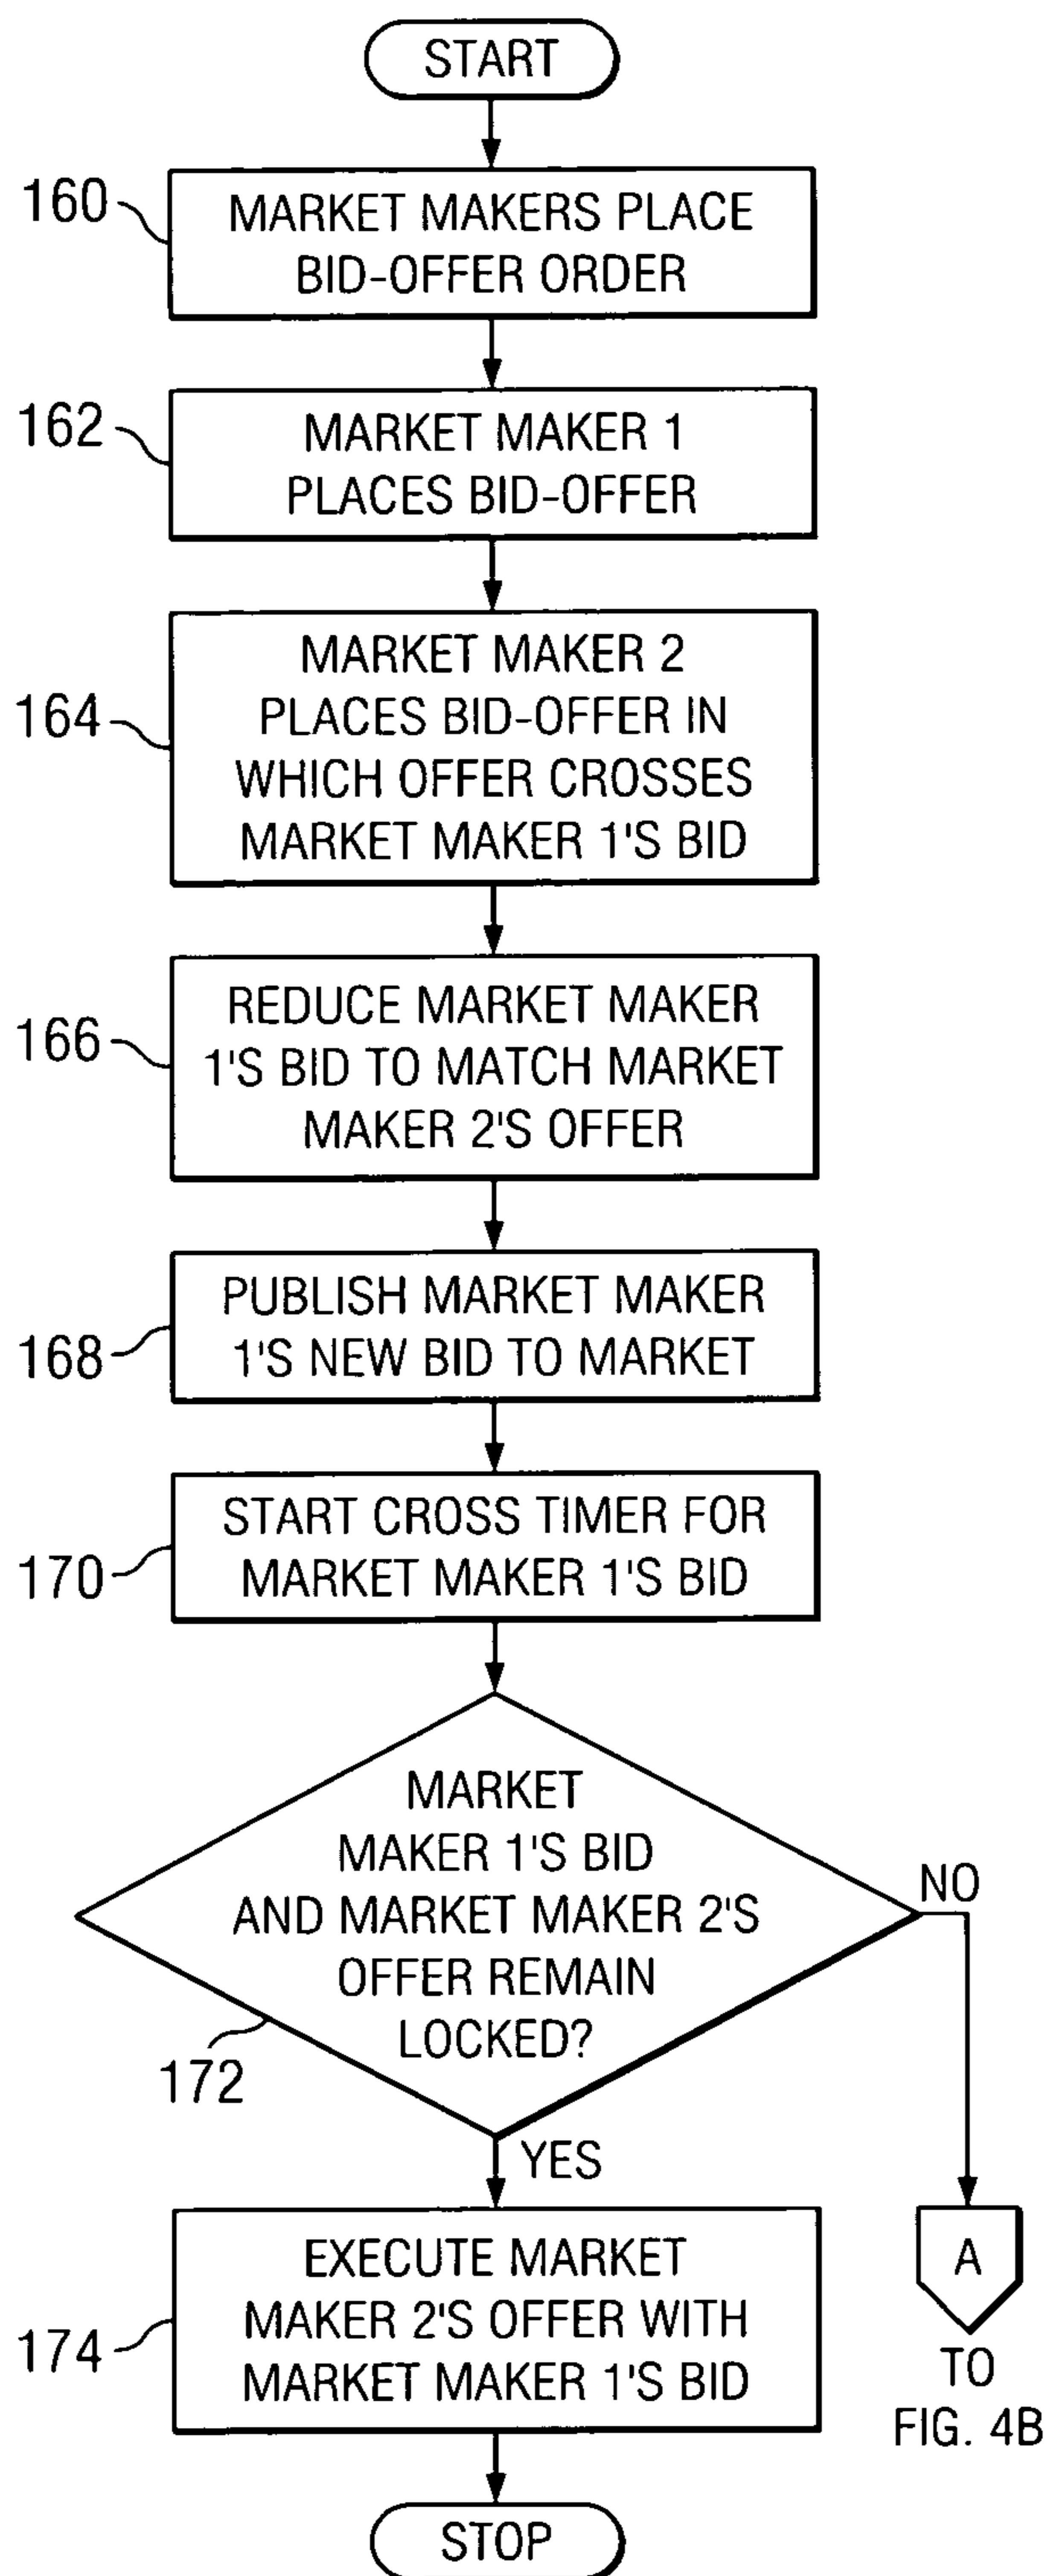 START
160
MARKET MAKERS PLACE
BID-OFFER ORDER
162
MARKET MAKER 1
PLACES BID-OFFER
164
MARKET MAKER 2
PLACES BID-OFFER IN
WHICH OFFER CROSSES
MARKET MAKER 1'S BID
166
REDUCE MARKET MAKER
1'S BID TO MATCH MARKET
MAKER 2'S OFFER
168
PUBLISH MARKET MAKER
1'S NEW BID TO MARKET
170
START CROSS TIMER FOR
MARKET MAKER 1'S BID
MARKET
MAKER 1'S BID
AND MARKET MAKER 2'S
OFFER REMAIN
LOCKED?
172
NO
YES
174
EXECUTE MARKET
MAKER 2'S OFFER WITH
MARKET MAKER 1'S BID
A
TO
FIG. 4B
STOP